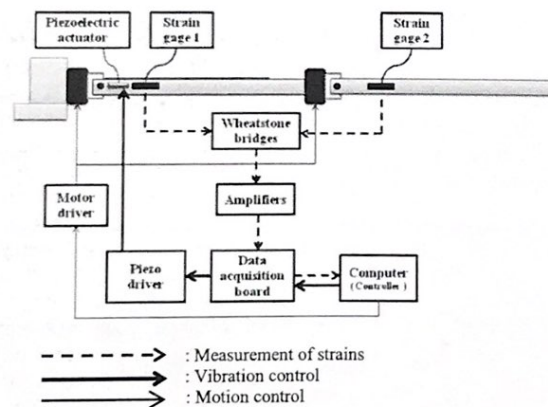 Piezoelectric
actuator
Strain
gage 1
Strain
gage 2
Wheatstone
bridges
Motor
driver
Amplifiers
Piezo
driver
Data
acquisition
board
Computer
(Controller)
: Measurement of strains
: Vibration control
: Motion control